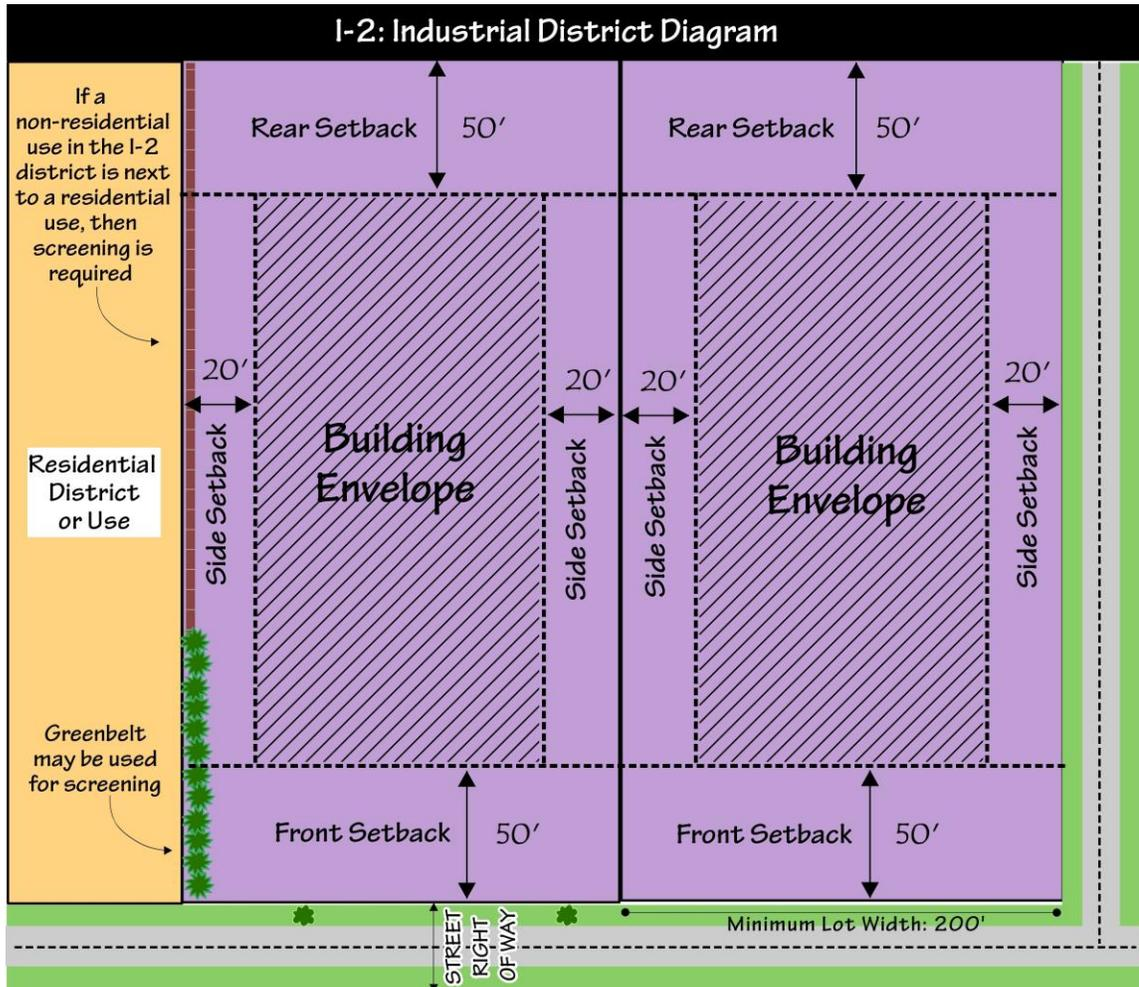 I-2: Industrial District Diagram
If a
non-residential
use in the I-2
district is next
to a residential
use, then
screening is
required
Rear Setback 50'
Rear Setback 50'
20'
20'
20'
20'
Residential
District
or Use
Side Setback
Building
Envelope
Side Setback
Side Setback
Building
Envelope
Side Setback
Greenbelt
may be used
for screening
Front Setback 50'
Front Setback 50'
STREET
RIGHT
OF WAY
Minimum Lot Width: 200'